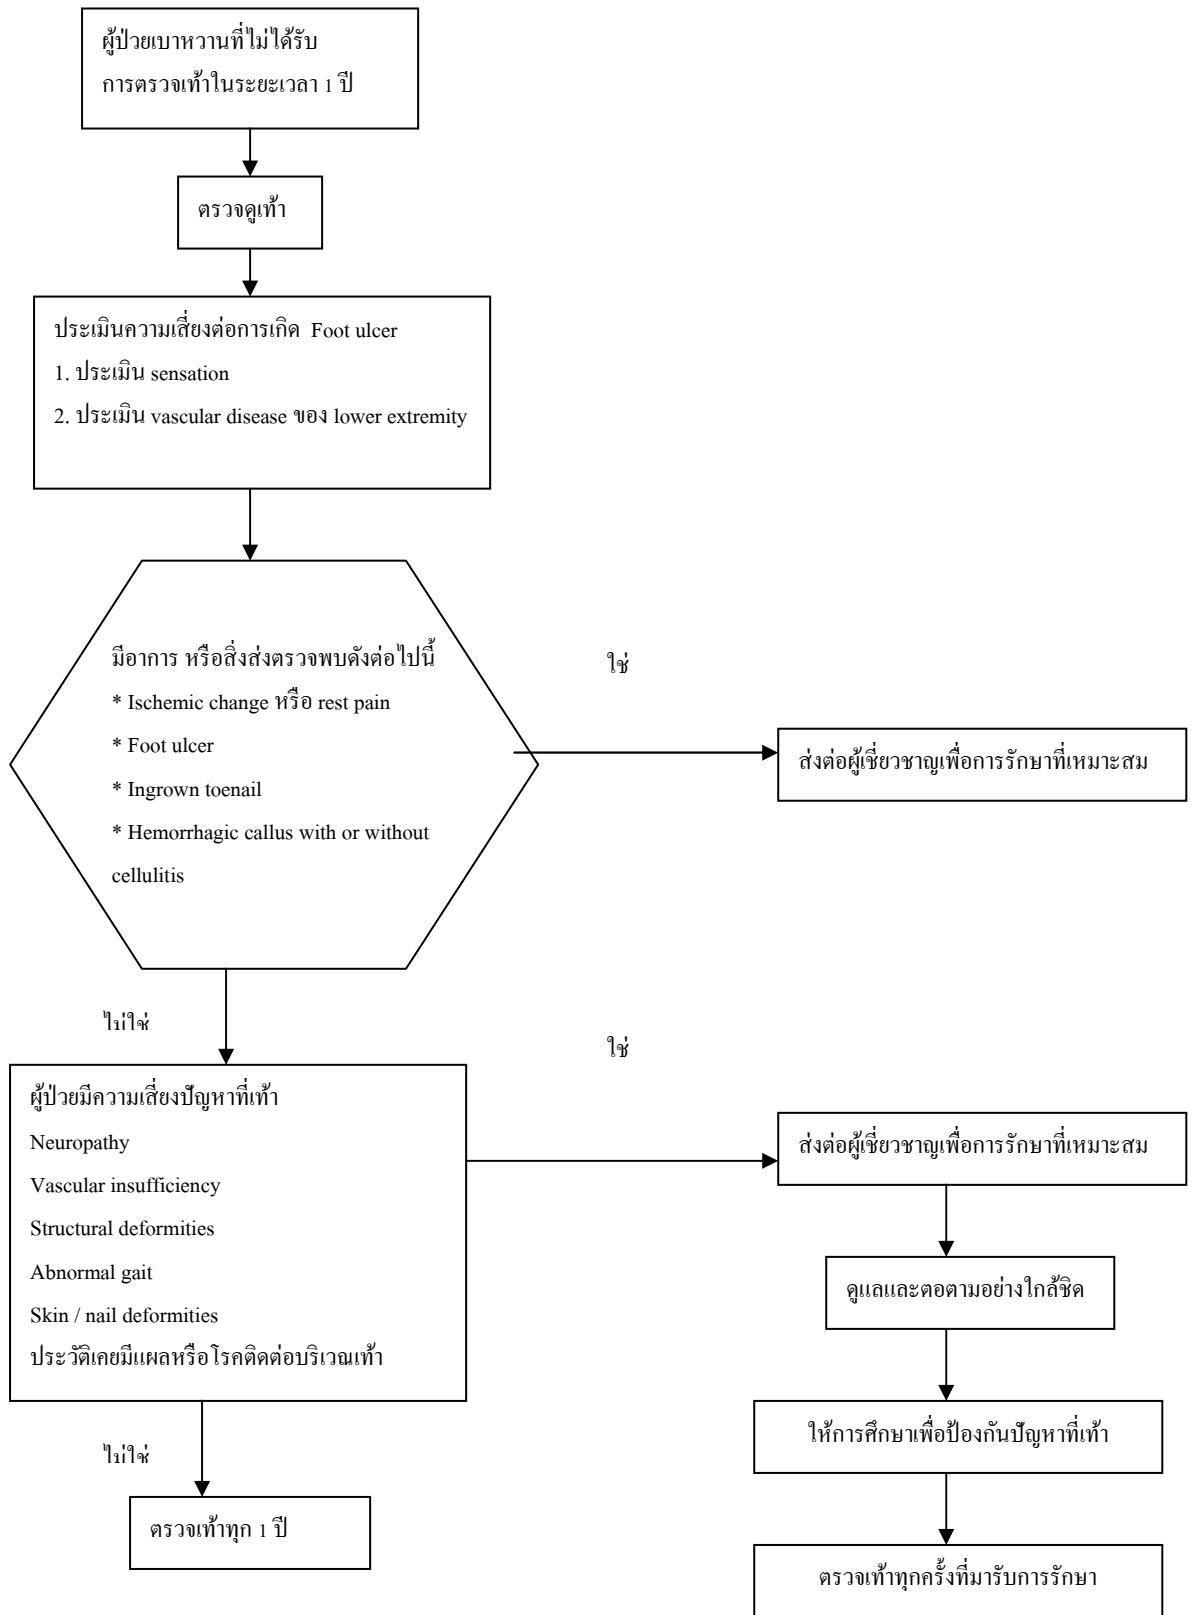 ผู้ป่วยเบาหวานที่ไม่ได้รับ
การตรวจเท้าในระยะเวลา 1 ปี
ตรวจดูเท้า
ประเมินความเสี่ยงต่อการเกิด Foot ulcer
1. ประเมิน sensation
2. ประเมิน vascular disease ของ lower extremity
มีอาการ หรือสิ่งส่งตรวจพบดังต่อไปนี้
* Ischemic change หรือ rest pain
* Foot ulcer
* Ingrown toenail
* Hemorrhagic callus with or without
cellulitis
ใช่
ส่งต่อผู้เชี่ยวชาญเพื่อการรักษาที่เหมาะสม
ไม่ใช่
ผู้ป่วยมีความเสี่ยงปัญหาที่เท้า
Neuropathy
Vascular insufficiency
Structural deformities
Abnormal gait
Skin / nail deformities
ประวัติเคยมีแผลหรือโรคติดต่อบริเวณเท้า
ใช่
ส่งต่อผู้เชี่ยวชาญเพื่อการรักษาที่เหมาะสม
ดูแลและตอตามอย่างใกล้ชิด
ให้การศึกษาเพื่อป้องกันปัญหาที่เท้า
ตรวจเท้าทุกครั้งที่มารับการรักษา
ไม่ใช่
ตรวจเท้าทุก 1 ปี